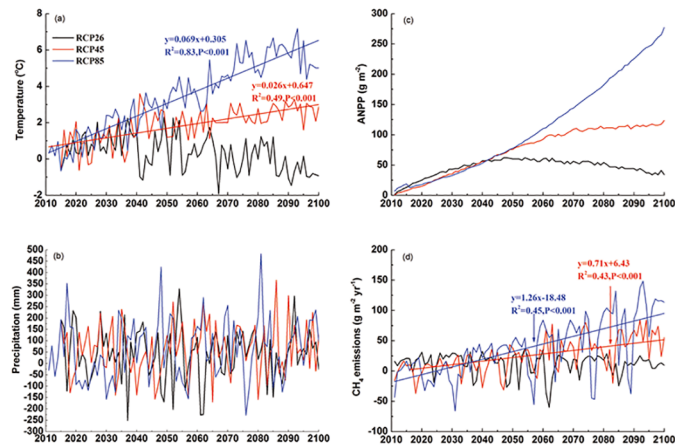 (a)
RCP26
RCP45
RCP85
y=0.069x+0.305
R²=0.83,P<0.001
y=0.026x+0.647
R²=0.49,P<0.001
Temperature (°C)
8
6
4
2
0
-2
2010 2020 2030 2040 2050 2060 2070 2080 2090 2100
(c)
ANPP (g m⁻²)
300
250
200
150
100
50
0
2010 2020 2030 2040 2050 2060 2070 2080 2090 2100
(b)
Precipitation (mm)
500
450
400
350
300
250
200
150
100
50
0
-50
-100
-150
-200
-250
-300
2010 2020 2030 2040 2050 2060 2070 2080 2090 2100
(d)
y=0.71x+6.43
R²=0.43,P<0.001
y=1.26x-18.48
R²=0.45,P<0.001
CH₄ emissions (g m⁻² yr⁻¹)
200
150
100
50
0
-50
-100
2010 2020 2030 2040 2050 2060 2070 2080 2090 2100